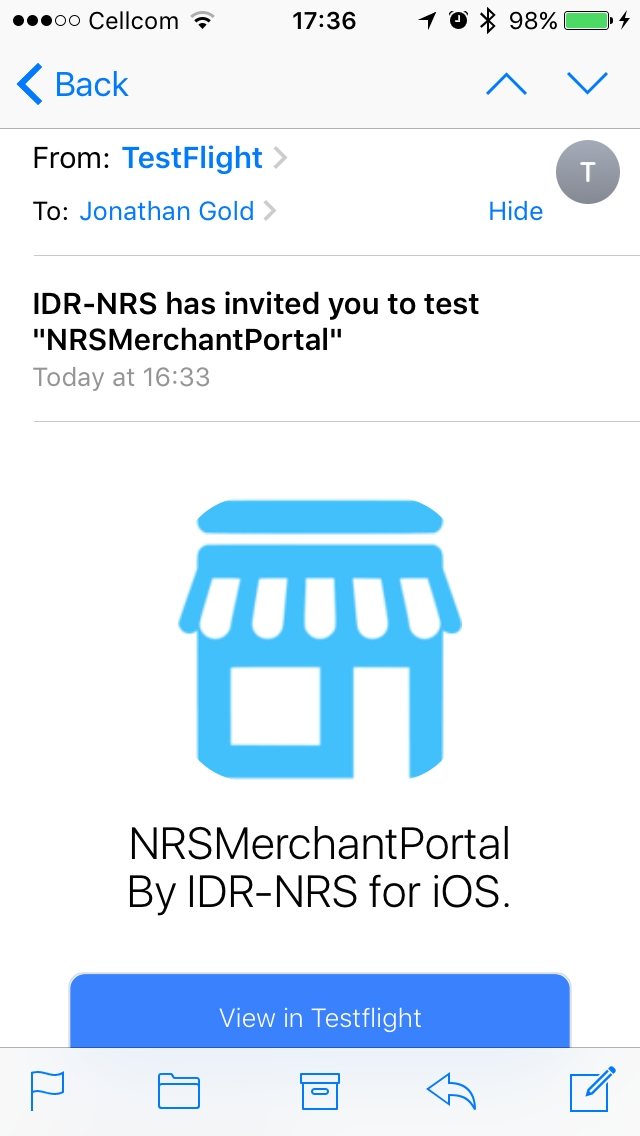 Cellcom 17:36 98%
Back
From: TestFlight
T
To: Jonathan Gold Hide
IDR-NRS has invited you to test
"NRSMerchantPortal"
Today at 16:33
NRSMerchantPortal
By IDR-NRS for iOS.
View in Testflight